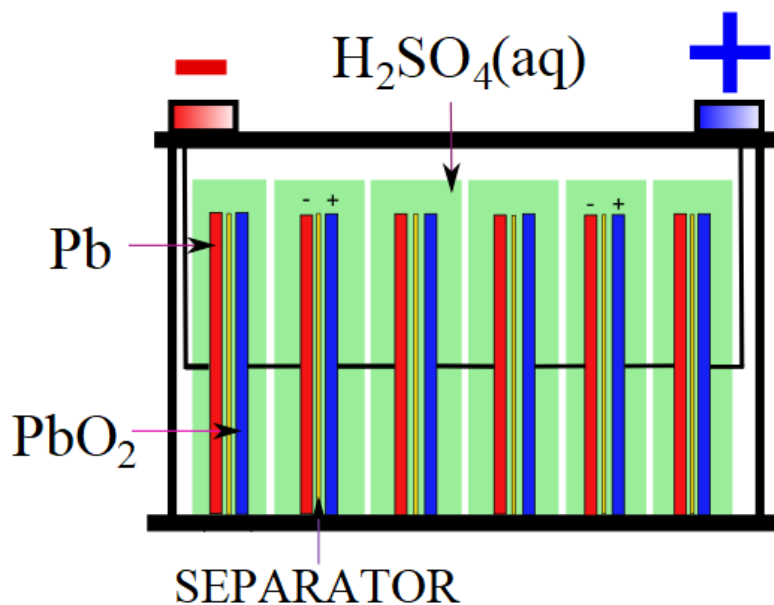 − +
H₂SO₄(aq)
- + - +
Pb
PbO₂
SEPARATOR